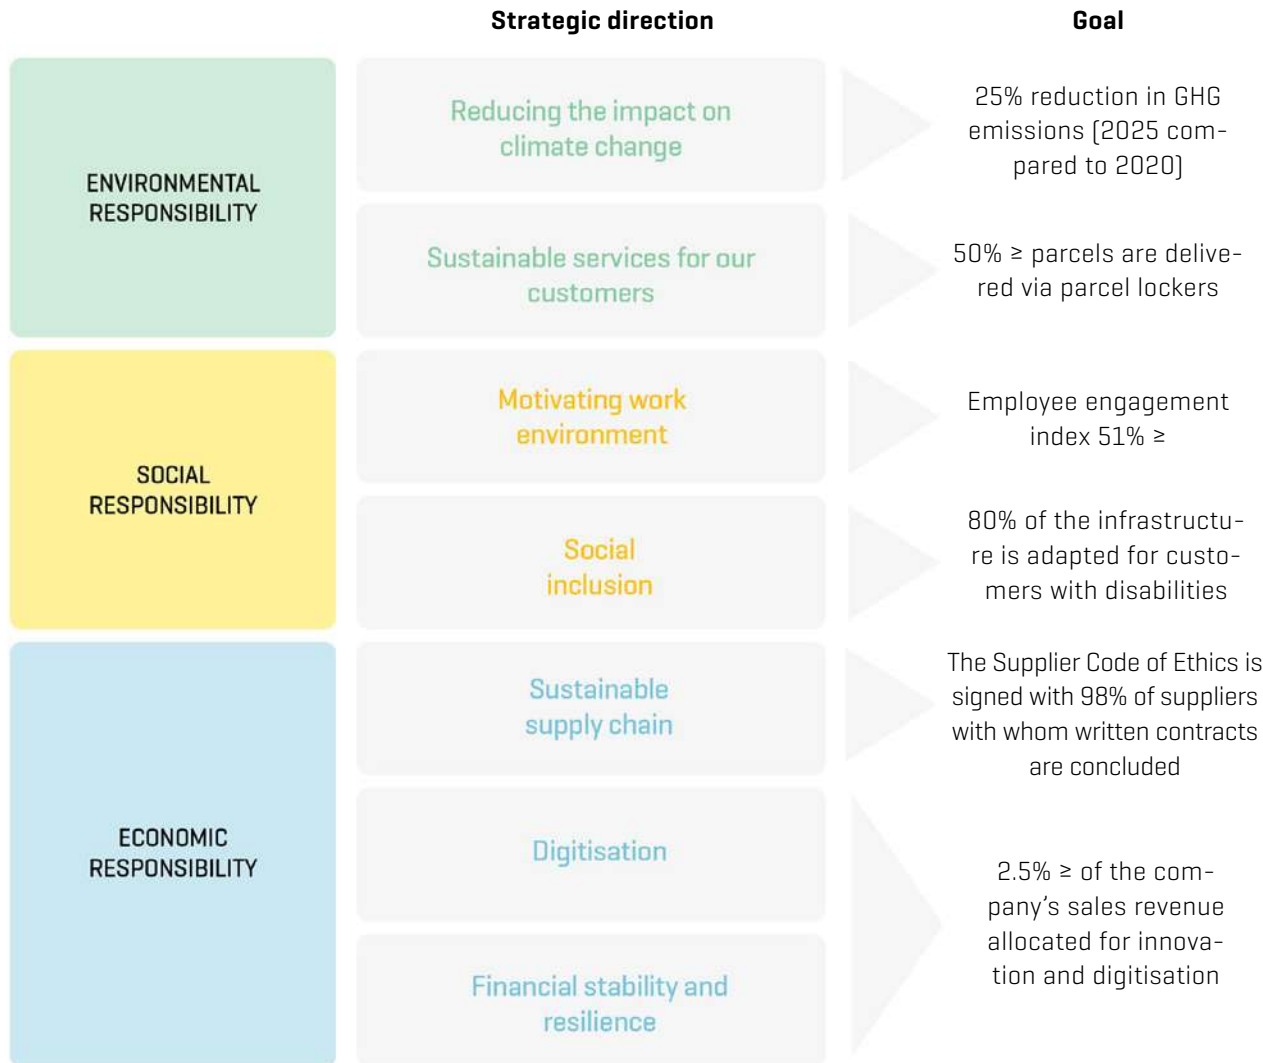 Strategic direction
Goal
ENVIRONMENTAL
RESPONSIBILITY
Reducing the impact on
climate change
25% reduction in GHG
emissions (2025 com-
pared to 2020)
Sustainable services for our
customers
50% ≥ parcels are delive-
red via parcel lockers
SOCIAL
RESPONSIBILITY
Motivating work
environment
Employee engagement
index 51% ≥
Social
inclusion
80% of the infrastructu-
re is adapted for custo-
mers with disabilities
ECONOMIC
RESPONSIBILITY
Sustainable
supply chain
The Supplier Code of Ethics is
signed with 98% of suppliers
with whom written contracts
are concluded
Digitisation
Financial stability and
resilience
2.5% ≥ of the com-
pany's sales revenue
allocated for innova-
tion and digitisation